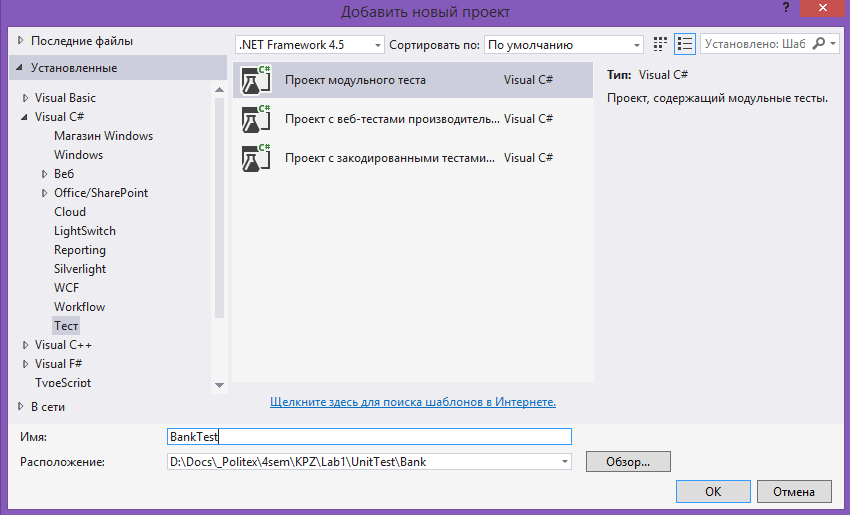 Добавить новый проект
? ×
Последние файлы
.NET Framework 4.5 Сортировать по: По умолчанию Установлено: Шаб
Установленные
Visual Basic
Visual C#
Магазин Windows
Windows
Веб
Office/SharePoint
Cloud
LightSwitch
Reporting
Silverlight
WCF
Workflow
Тест
Visual C++
Visual F#
TypeScript
В сети
C# Проект модульного теста Visual C#
C# Проект с веб-тестами производитель... Visual C#
C# Проект с закодированными тестами... Visual C#
Щелкните здесь для поиска шаблонов в Интернете.
Тип: Visual C#
Проект, содержащий модульные тесты.
Имя: BankTest
Расположение: D:\Docs\_Politex\4sem\KPZ\Lab1\UnitTest\Bank Обзор...
OK Отмена